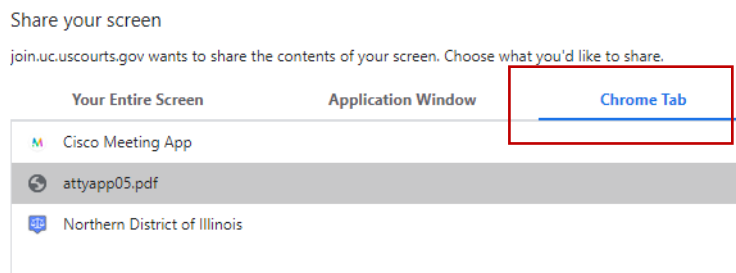 Share your screen
join.uc.uscourts.gov wants to share the contents of your screen. Choose what you'd like to share.
Your Entire Screen Application Window Chrome Tab
Cisco Meeting App
attyapp05.pdf
Northern District of Illinois